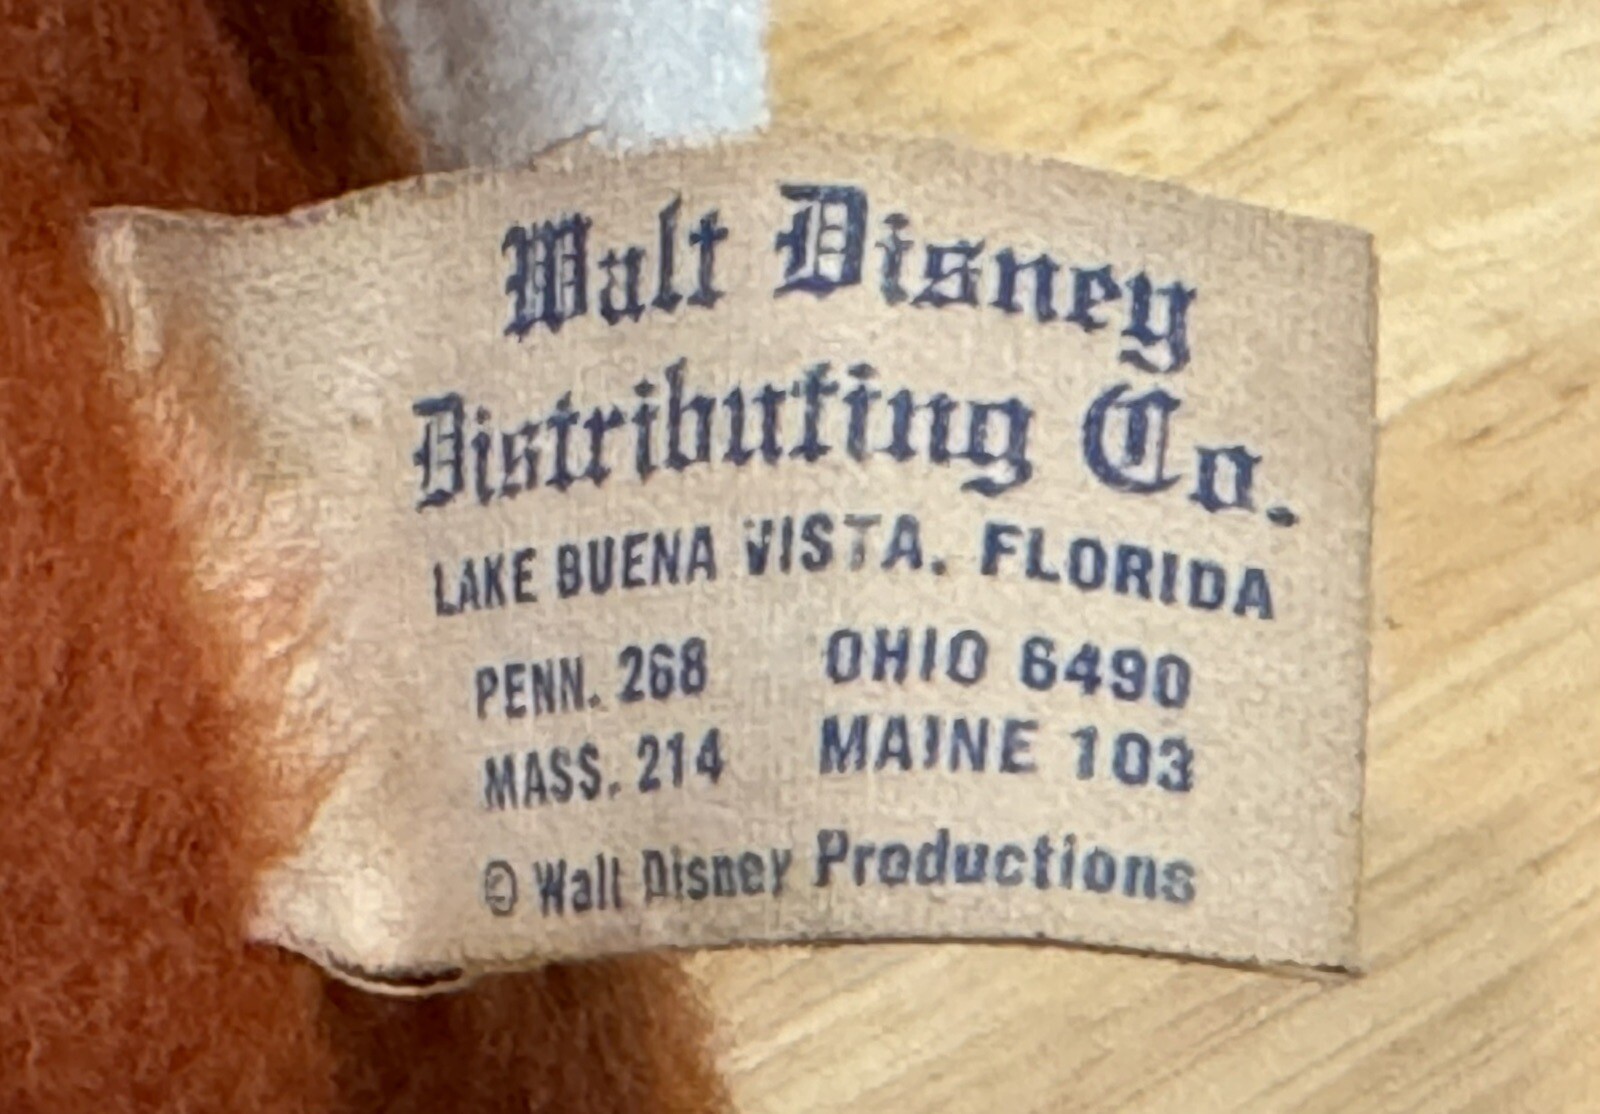 Walt Disney
Distributing Co.
LAKE BUENA VISTA, FLORIDA
PENN. 268 OHIO 6490
MASS. 214 MAINE 103
© Walt Disney Productions